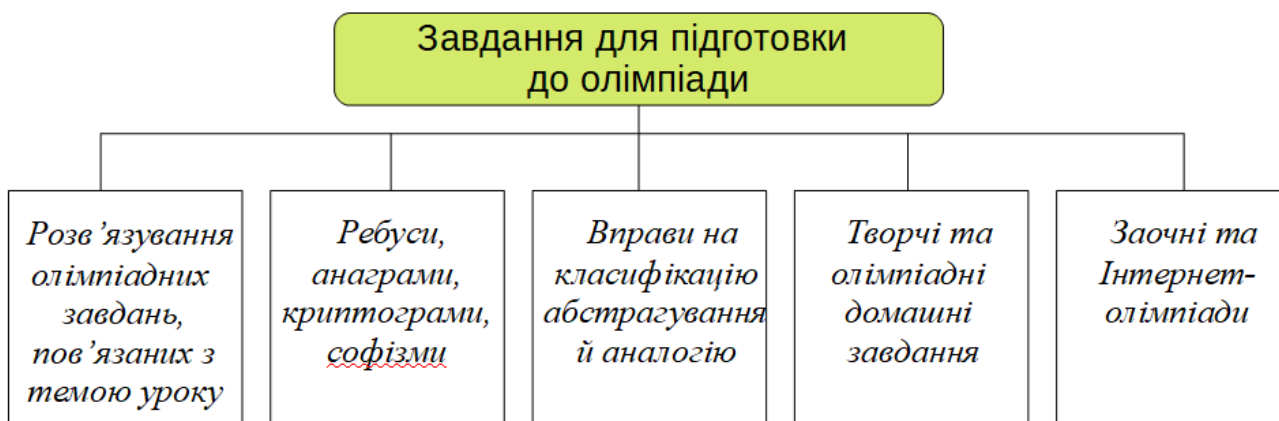 Завдання для підготовки
до олімпіади
Розв’язування
олімпіадних
завдань,
пов’язаних з
темою уроку
Ребуси,
анаграми,
криптограми,
софізми
Вправи на
класифікацію
абстрагування
й аналогію
Творчі та
олімпіадні
домашні
завдання
Заочні та
Інтернет-
олімпіади